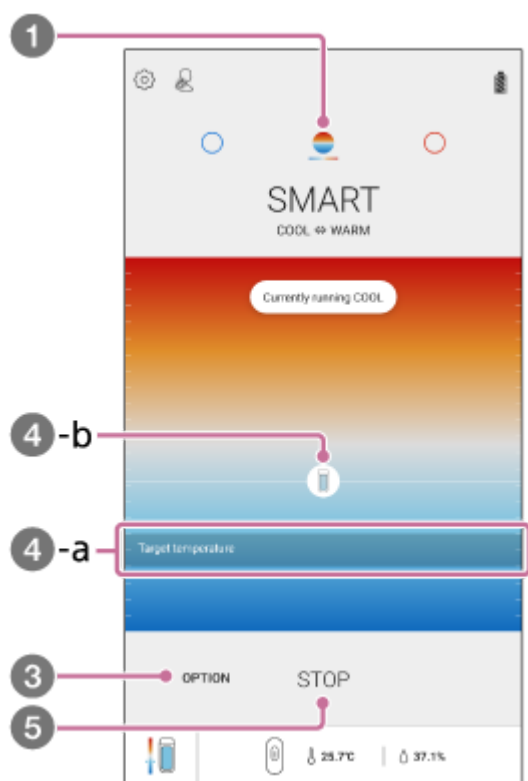 1
SMART
COOL ⇔ WARM
Currently running COOL
4 -b
4 -a
Target temperature
3
OPTION
STOP
5
25.7℃
37.1%